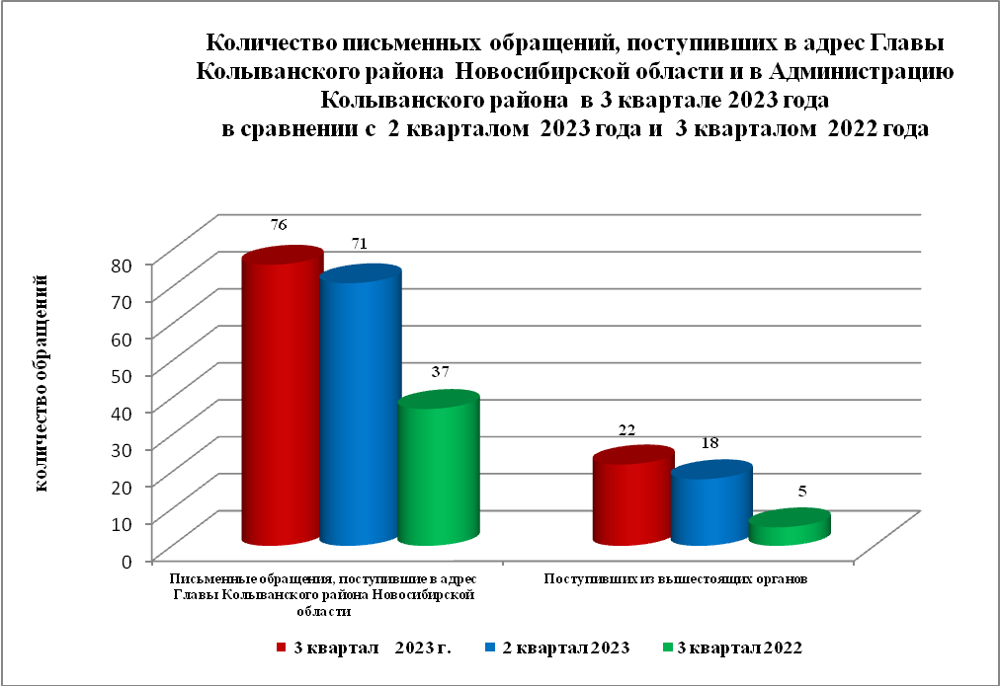 Количество письменных обращений, поступивших в адрес Главы
Колыванского района Новосибирской области и в Администрацию
Колыванского района в 3 квартале 2023 года
в сравнении с 2 кварталом 2023 года и 3 кварталом 2022 года
количество обращений
80
70
60
50
40
30
20
10
0
76
71
37
22
18
5
Письменные обращения, поступившие в адрес
Главы Колыванского района Новосибирской
области
Поступивших из вышестоящих органов
3 квартал 2023 г.
2 квартал 2023
3 квартал 2022